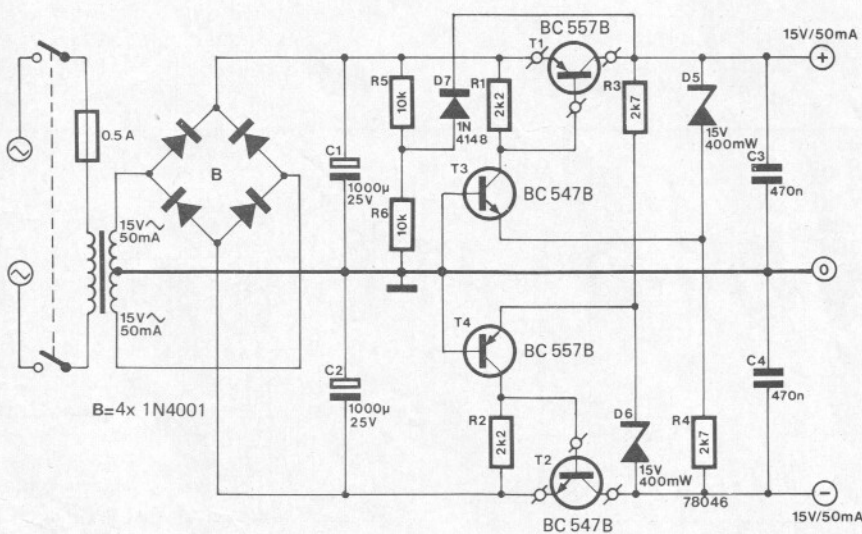 BC 557B
15V/50mA
T1
+
R5
D7
R1
R3
D5
10k
2k2
2k7
0.5 A
1N
4148
15V
400mW
C1
B
T3
C3
1000µ
25V
470n
R6
BC 547B
10k
15V~
50mA
0
15V~
50mA
T4
BC 557B
C2
C4
1000µ
25V
470n
B=4x 1N4001
R2
D6
R4
2k2
2k7
T2
15V
400mW
78046
−
BC 547B
15V/50mA